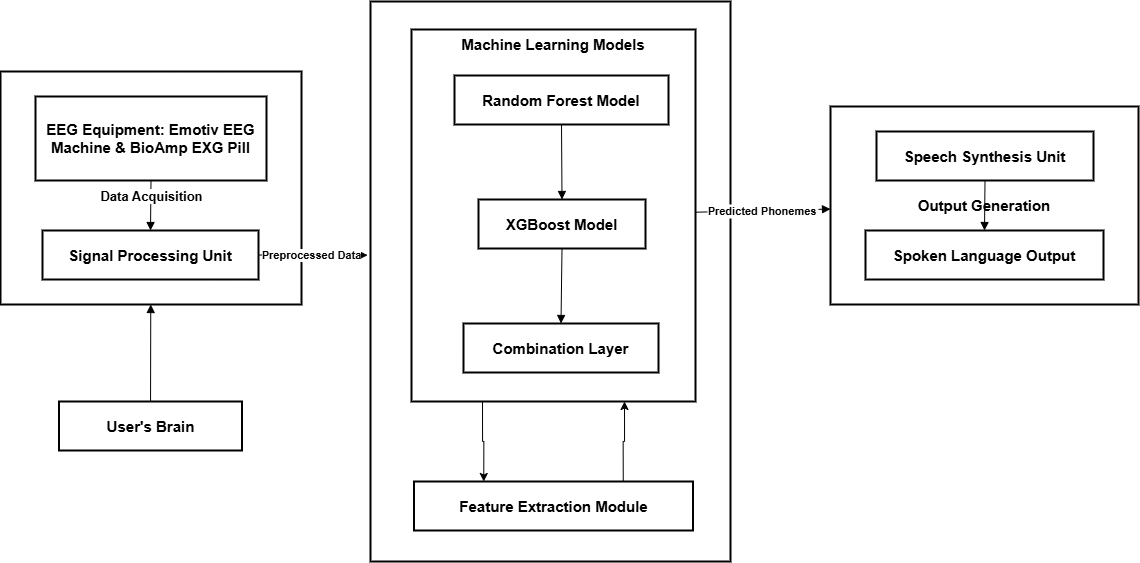 EEG Equipment: Emotiv EEG
Machine & BioAmp EXG Pill
Data Acquisition
Signal Processing Unit
User's Brain
Preprocessed Data
Machine Learning Models
Random Forest Model
XGBoost Model
Combination Layer
Feature Extraction Module
Predicted Phonemes
Speech Synthesis Unit
Output Generation
Spoken Language Output